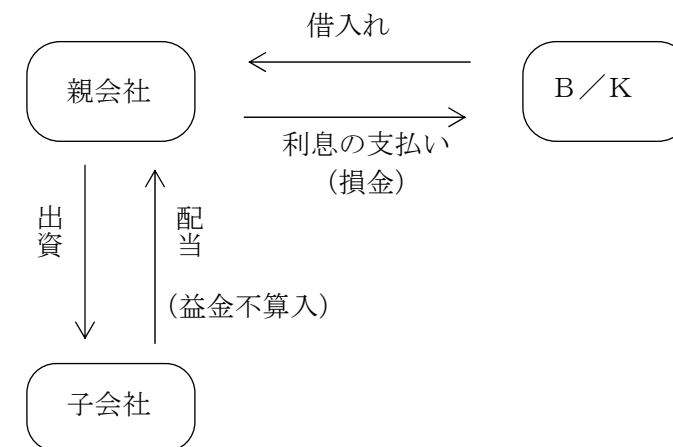 借入れ
親会社
B/K
利息の支払い
(損金)
出資
配当
(益金不算入)
子会社